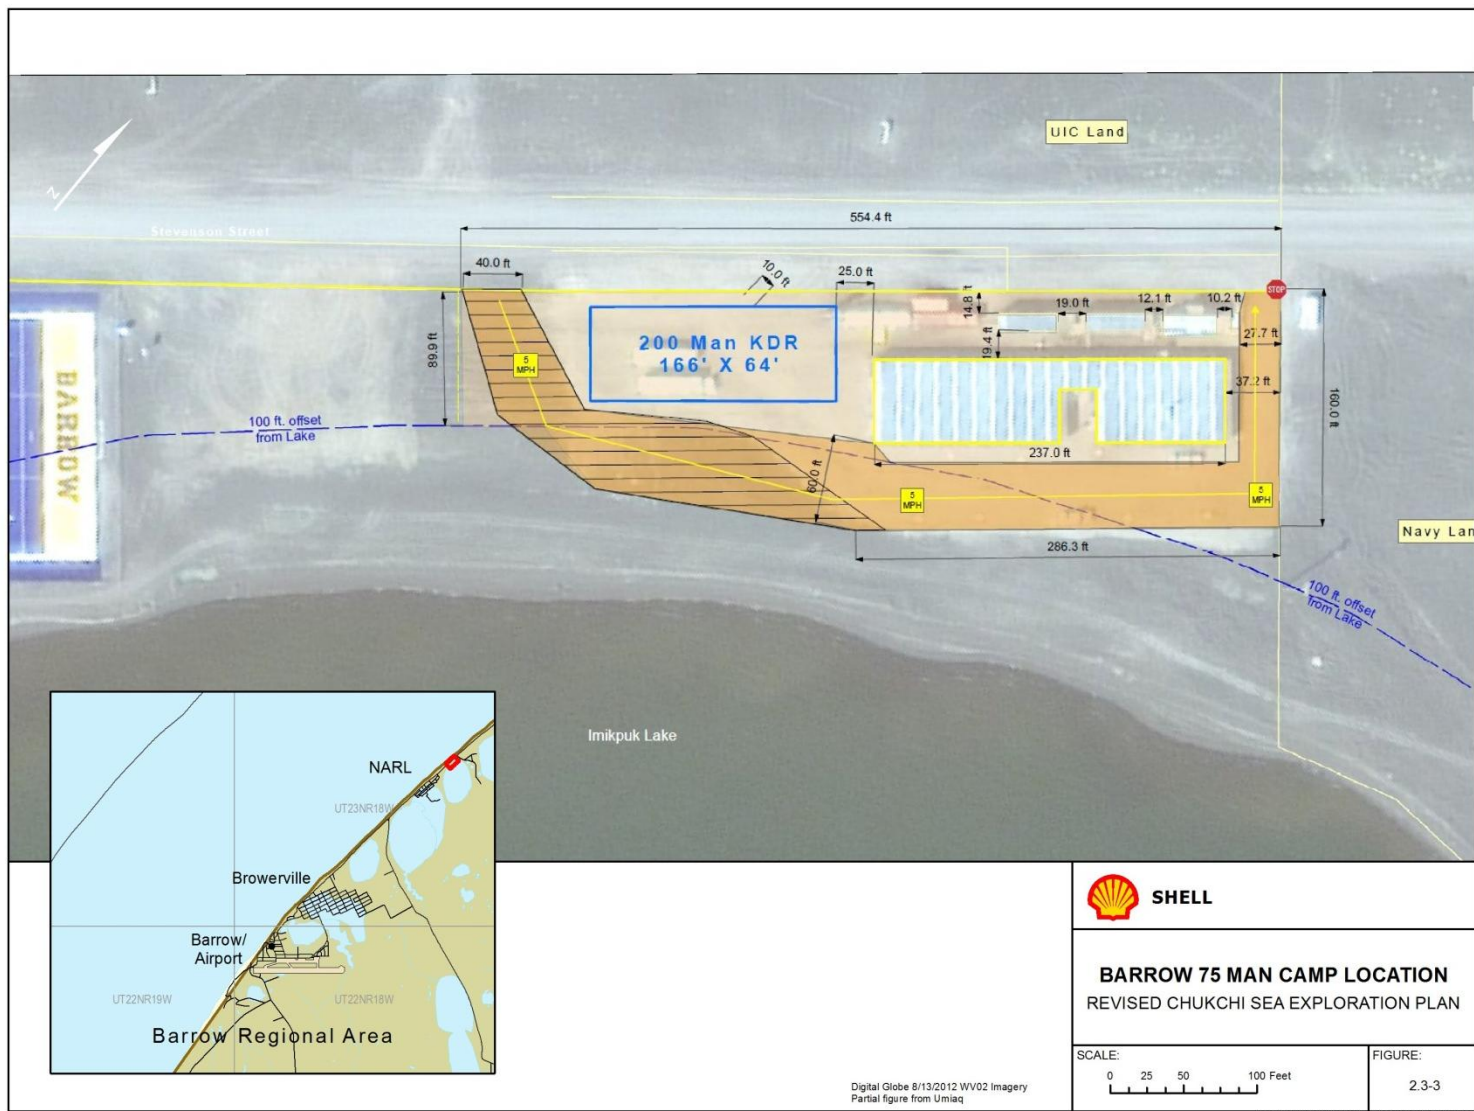 UIC Land
N
Stevenson Street
554.4 ft
40.0 ft
10.0 ft
25.0 ft
STOP
14.8 ft
19.0 ft
12.1 ft
10.2 ft
27.7 ft
19.4 ft
37.2 ft
89.9 ft
200 Man KDR
166' X 64'
5
MPH
160.0 ft
BARROW
100 ft. offset
from Lake
60.0 ft
237.0 ft
5
MPH
5
MPH
286.3 ft
Navy Lan
100 ft. offset
from Lake
Imikpuk Lake
NARL
UT23NR18W
Browerville
Barrow/
Airport
UT22NR19W
UT22NR18W
Barrow Regional Area
SHELL
BARROW 75 MAN CAMP LOCATION
REVISED CHUKCHI SEA EXPLORATION PLAN
SCALE:
0 25 50 100 Feet
FIGURE:
2.3-3
Digital Globe 8/13/2012 WV02 Imagery
Partial figure from Umiaq